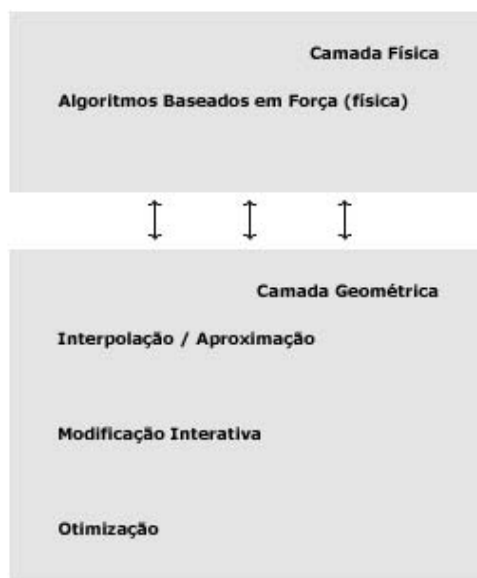 Camada Física
Algoritmos Baseados em Força (física)
Camada Geométrica
Interpolação / Aproximação
Modificação Interativa
Otimização